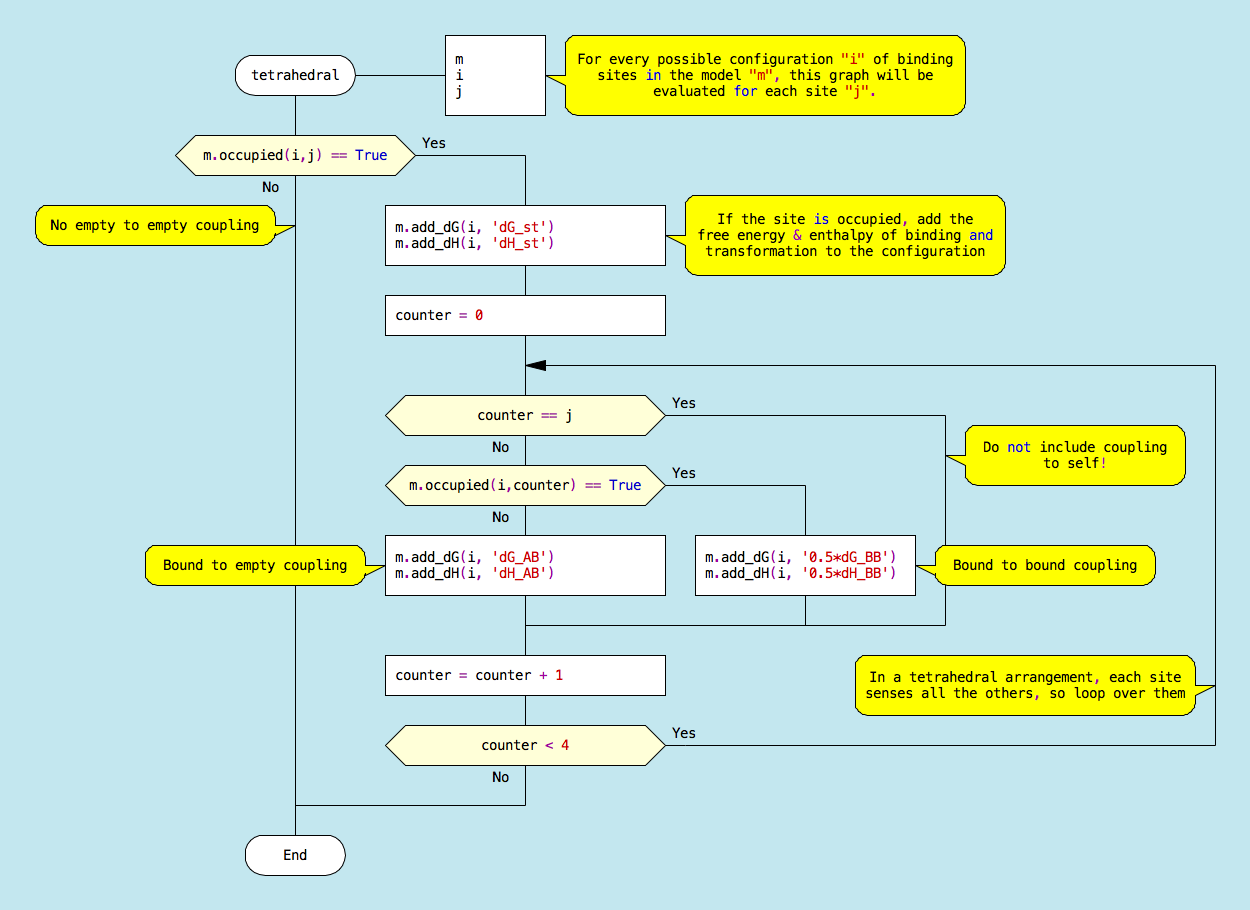 tetrahedral
m
i
j
For every possible configuration "i" of binding
sites in the model "m", this graph will be
evaluated for each site "j".
m.occupied(i,j) == True
Yes
No
No empty to empty coupling
m.add_dG(i, 'dG_st')
m.add_dH(i, 'dH_st')
If the site is occupied, add the
free energy & enthalpy of binding and
transformation to the configuration
counter = 0
counter == j
Yes
No
Do not include coupling
to self!
m.occupied(i,counter) == True
Yes
No
Bound to empty coupling
m.add_dG(i, 'dG_AB')
m.add_dH(i, 'dH_AB')
m.add_dG(i, '0.5*dG_BB')
m.add_dH(i, '0.5*dH_BB')
Bound to bound coupling
counter = counter + 1
In a tetrahedral arrangement, each site
senses all the others, so loop over them
counter < 4
Yes
No
End